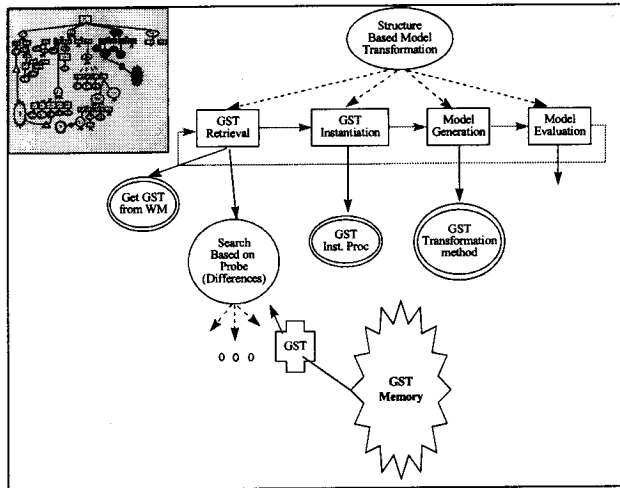 Structure
Based Model
Transformation
GST
Retrieval
GST
Instantiation
Model
Generation
Model
Evaluation
Get GST
from WM
Search
Based on
Probe
(Differences)
GST
Inst. Proc
GST
Transformation
method
o o o
GST
GST
Memory